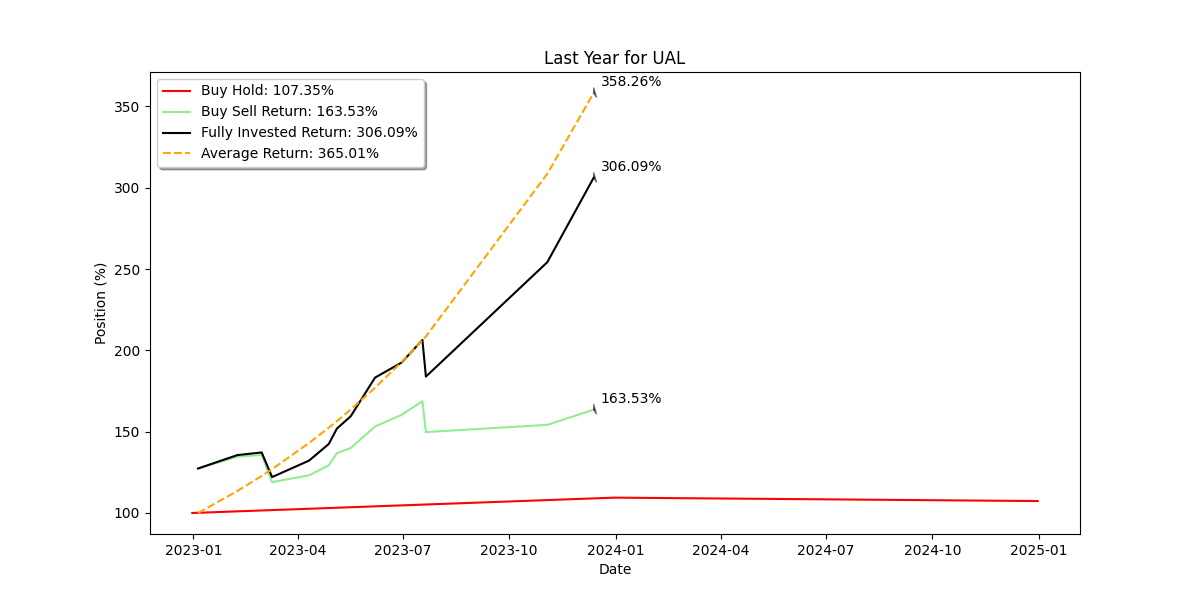 Last Year for UAL
Buy Hold: 107.35%
Buy Sell Return: 163.53%
Fully Invested Return: 306.09%
Average Return: 365.01%
358.26%
306.09%
163.53%
Position (%)
350
300
250
200
150
100
2023-01 2023-04 2023-07 2023-10 2024-01 2024-04 2024-07 2024-10 2025-01
Date